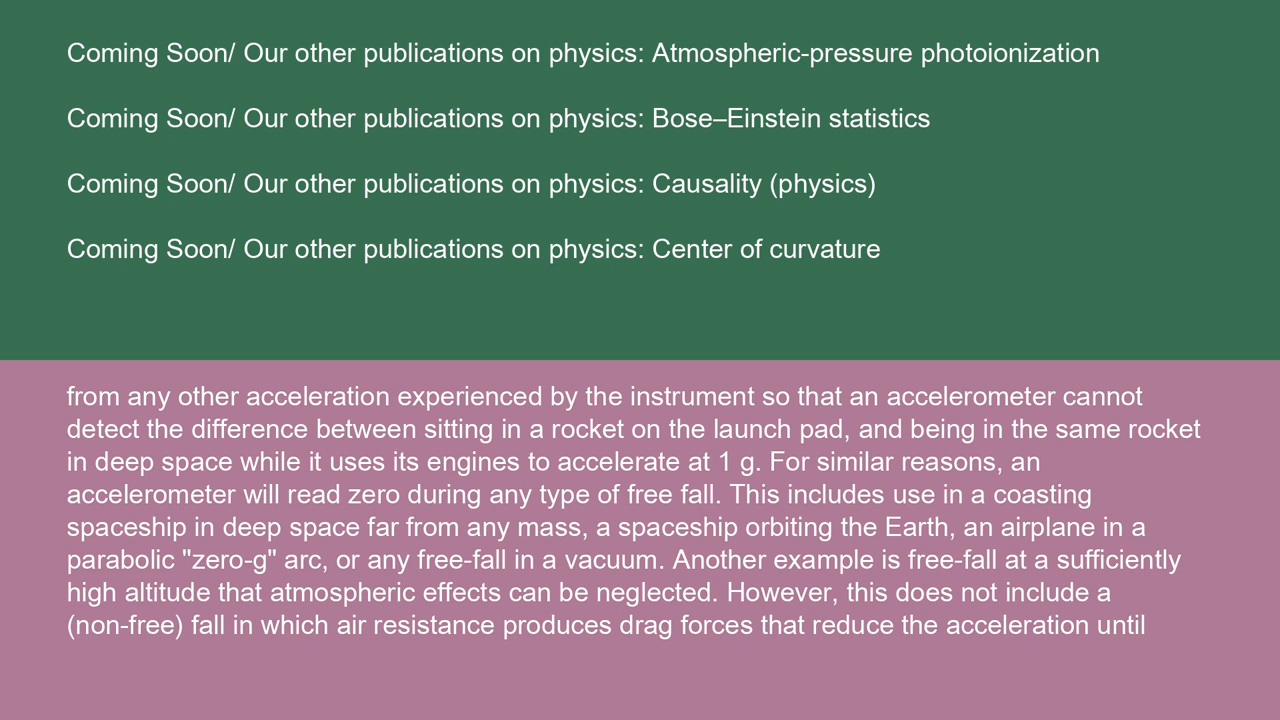 Coming Soon/ Our other publications on physics: Atmospheric-pressure photoionization
Coming Soon/ Our other publications on physics: Bose–Einstein statistics
Coming Soon/ Our other publications on physics: Causality (physics)
Coming Soon/ Our other publications on physics: Center of curvature
from any other acceleration experienced by the instrument so that an accelerometer cannot
detect the difference between sitting in a rocket on the launch pad, and being in the same rocket
in deep space while it uses its engines to accelerate at 1 g. For similar reasons, an
accelerometer will read zero during any type of free fall. This includes use in a coasting
spaceship in deep space far from any mass, a spaceship orbiting the Earth, an airplane in a
parabolic "zero-g" arc, or any free-fall in a vacuum. Another example is free-fall at a sufficiently
high altitude that atmospheric effects can be neglected. However, this does not include a
(non-free) fall in which air resistance produces drag forces that reduce the acceleration until